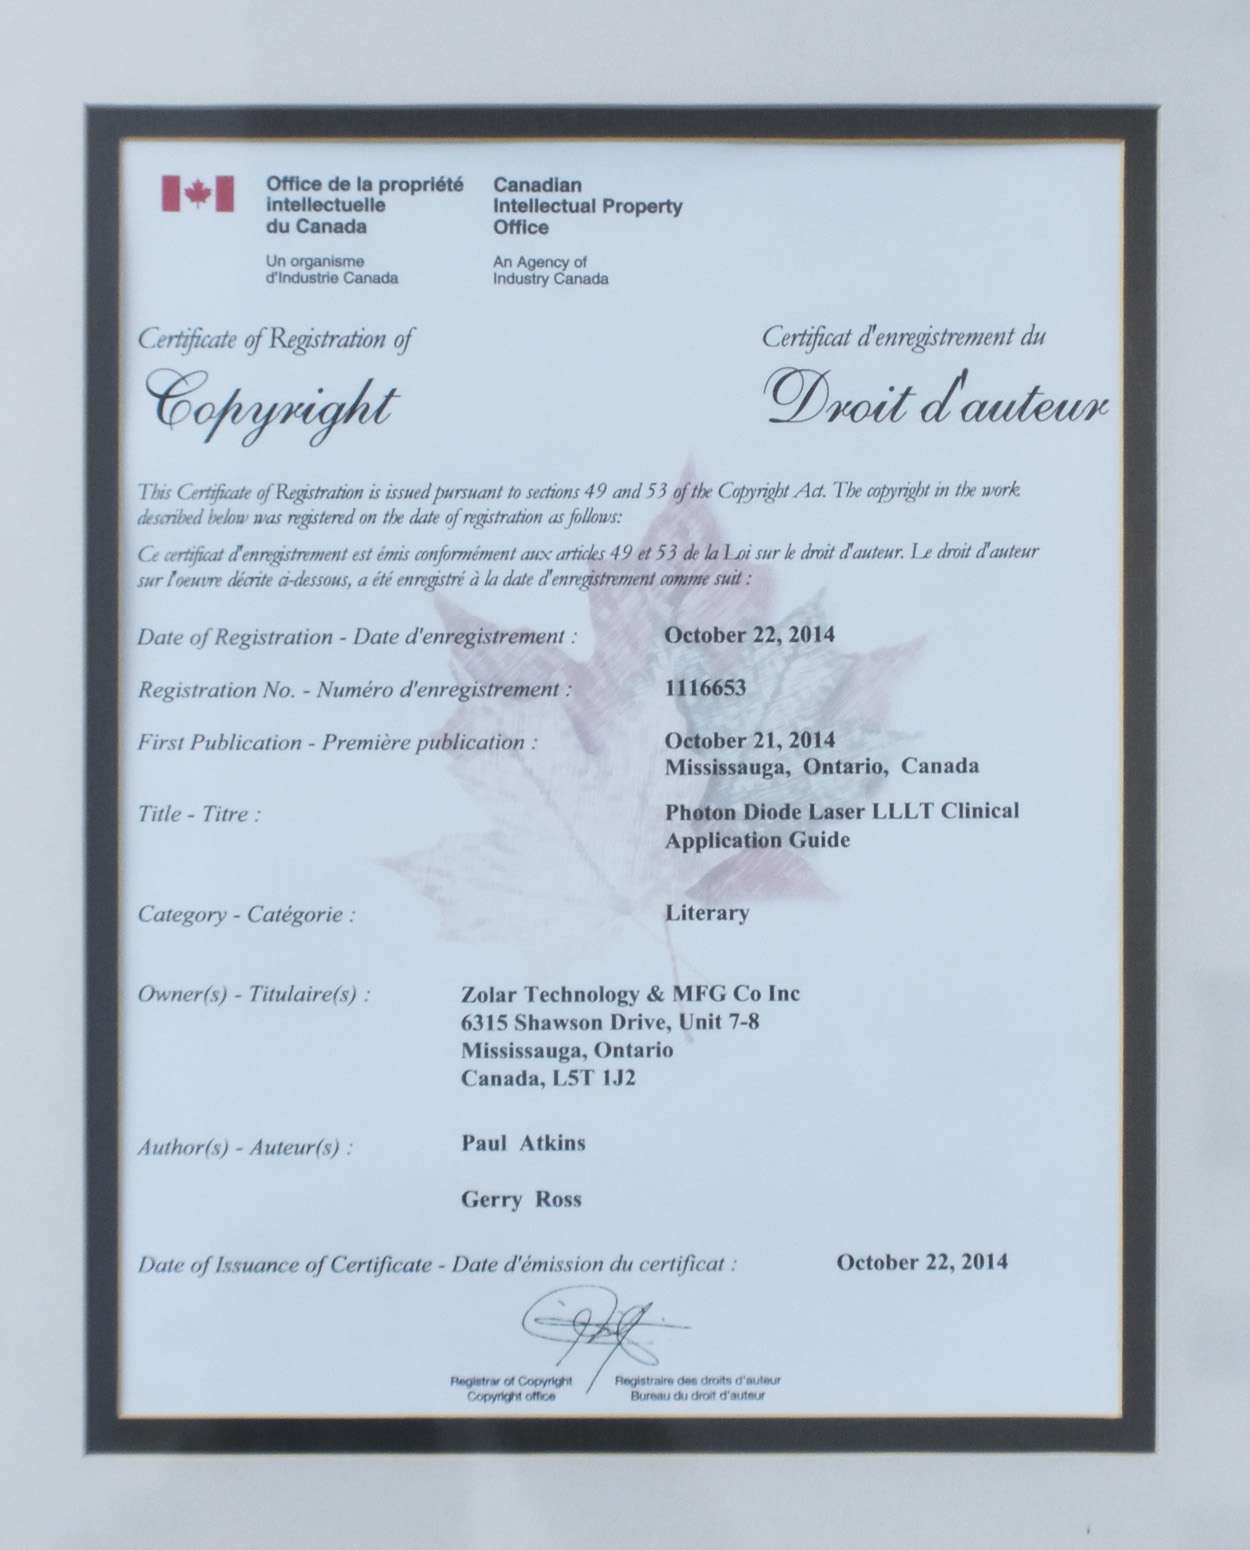 Office de la propriété
intellectuelle
du Canada
Un organisme
d'Industrie Canada
Canadian
Intellectual Property
Office
An Agency of
Industry Canada
Certificate of Registration of
Copyright
Certificat d'enregistrement du
Droit d'auteur
This Certificate of Registration is issued pursuant to sections 49 and 53 of the Copyright Act. The copyright in the work
described below was registered on the date of registration as follows:
Ce certificat d'enregistrement est émis conformément aux articles 49 et 53 de la Loi sur le droit d'auteur. Le droit d'auteur
sur l'oeuvre décrite ci-dessous, a été enregistré à la date d'enregistrement comme suit :
Date of Registration - Date d'enregistrement : October 22, 2014
Registration No. - Numéro d'enregistrement : 1116653
First Publication - Première publication : October 21, 2014
Mississauga, Ontario, Canada
Title - Titre : Photon Diode Laser LLLT Clinical
Application Guide
Category - Catégorie : Literary
Owner(s) - Titulaire(s) : Zolar Technology & MFG Co Inc
6315 Shawson Drive, Unit 7-8
Mississauga, Ontario
Canada, L5T 1J2
Author(s) - Auteur(s) : Paul Atkins
Gerry Ross
Date of Issuance of Certificate - Date d'émission du certificat : October 22, 2014
Registrar of Copyright
Copyright office
Registraire des droits d'auteur
Bureau du droit d'auteur